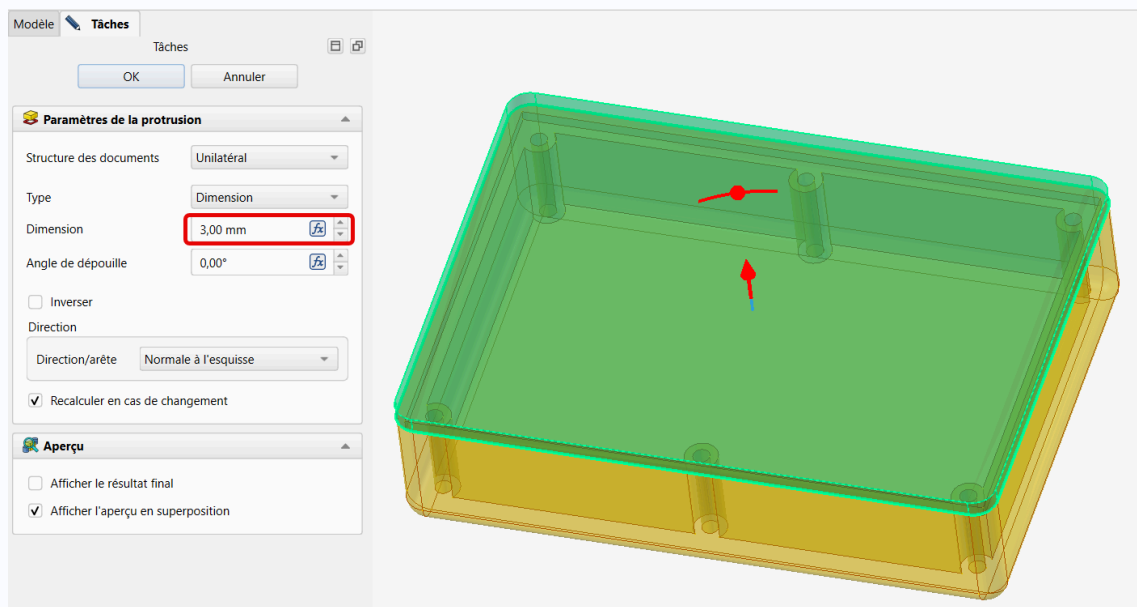 Modèle Tâches
Tâches
OK Annuler
Paramètres de la protrusion
Structure des documents Unilatéral
Type Dimension
Dimension 3,00 mm fx
Angle de dépouille 0,00° fx
Inverser
Direction
Direction/arête Normale à l'esquisse
Recalculer en cas de changement
Aperçu
Afficher le résultat final
Afficher l'aperçu en superposition